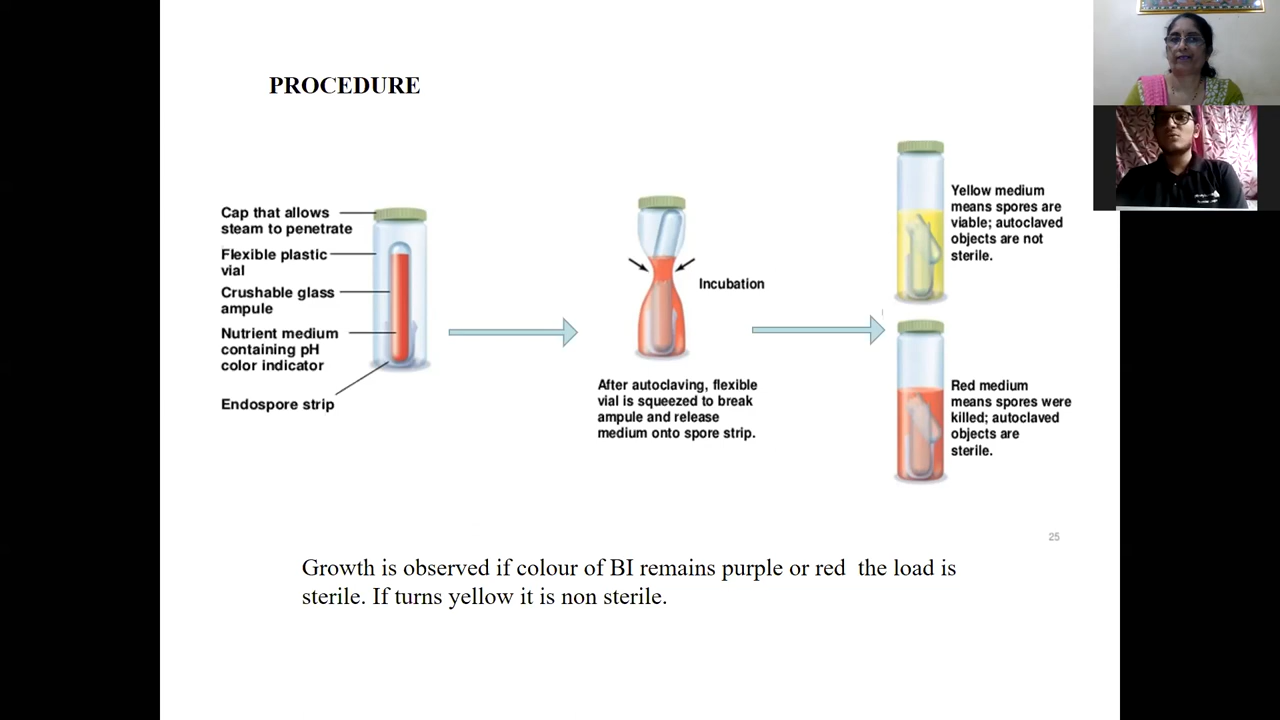 PROCEDURE
Cap that allows
steam to penetrate
Flexible plastic
vial
Crushable glass
ampule
Nutrient medium
containing pH
color indicator
Endospore strip
Incubation
After autoclaving, flexible
vial is squeezed to break
ampule and release
medium onto spore strip.
Yellow medium
means spores are
viable; autoclaved
objects are not
sterile.
Red medium
means spores were
killed; autoclaved
objects are
sterile.
25
Growth is observed if colour of BI remains purple or red  the load is
sterile. If turns yellow it is non sterile.